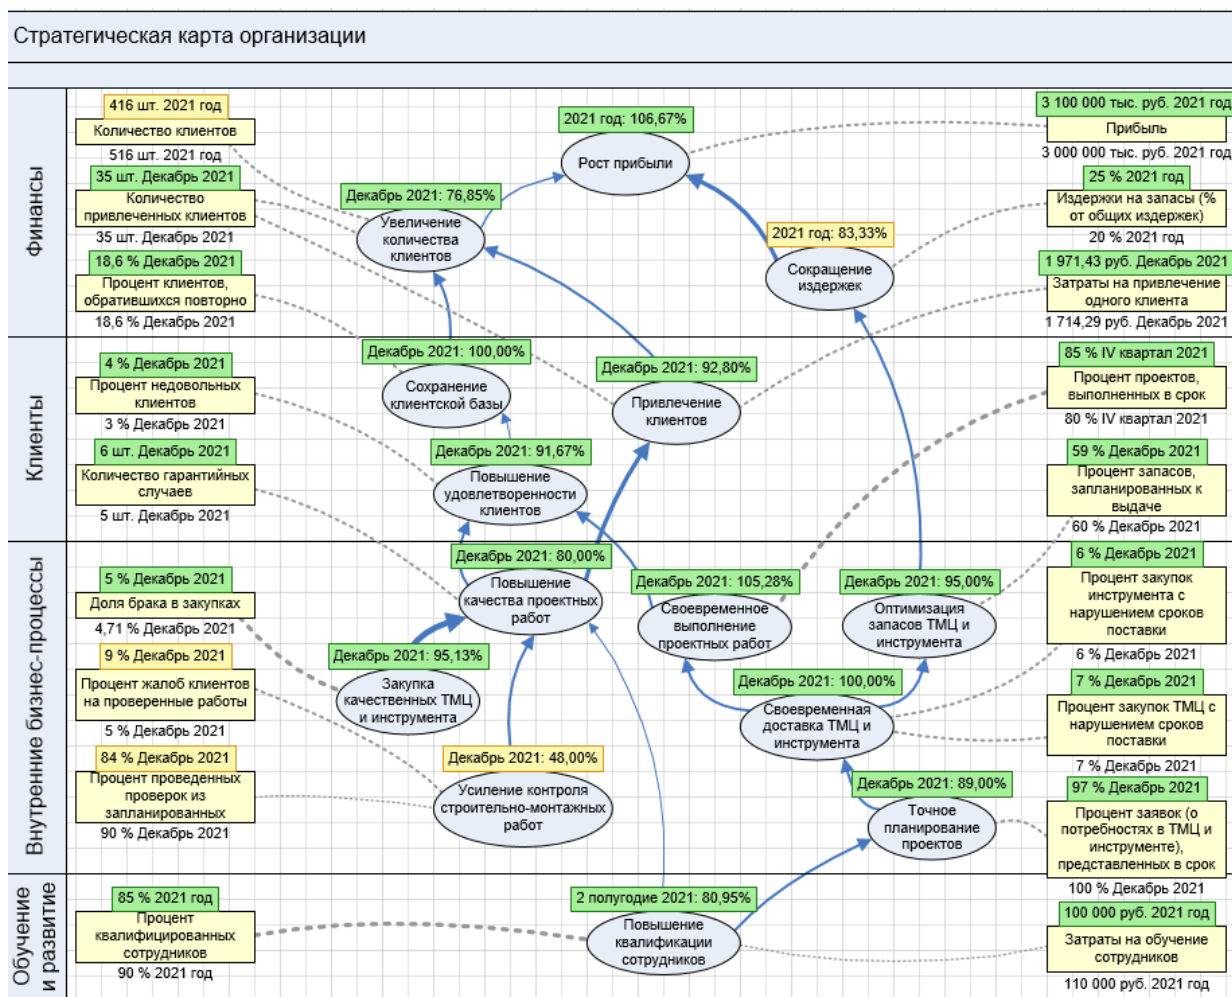 Стратегическая карта организации
Финансы
416 шт. 2021 год
Количество клиентов
516 шт. 2021 год
35 шт. Декабрь 2021
Количество
привлеченных клиентов
35 шт. Декабрь 2021
18,6 % Декабрь 2021
Процент клиентов,
обратившихся повторно
18,6 % Декабрь 2021
2021 год: 106,67%
Рост прибыли
Декабрь 2021: 76,85%
Увеличение
количества
клиентов
2021 год: 83,33%
Сокращение
издержек
3 100 000 тыс. руб. 2021 год
Прибыль
3 000 000 тыс. руб. 2021 год
25 % 2021 год
Издержки на запасы (%
от общих издержек)
20 % 2021 год
1 971,43 руб. Декабрь 2021
Затраты на привлечение
одного клиента
1 714,29 руб. Декабрь 2021
Клиенты
4 % Декабрь 2021
Процент недовольных
клиентов
3 % Декабрь 2021
6 шт. Декабрь 2021
Количество гарантийных
случаев
5 шт. Декабрь 2021
Декабрь 2021: 100,00%
Сохранение
клиентской базы
Декабрь 2021: 92,80%
Привлечение
клиентов
Декабрь 2021: 91,67%
Повышение
удовлетворенности
клиентов
85 % IV квартал 2021
Процент проектов,
выполненных в срок
80 % IV квартал 2021
59 % Декабрь 2021
Процент запасов,
запланированных к
выдаче
60 % Декабрь 2021
Внутренние бизнес-процессы
5 % Декабрь 2021
Доля брака в закупках
4,71 % Декабрь 2021
9 % Декабрь 2021
Процент жалоб клиентов
на проверенные работы
5 % Декабрь 2021
84 % Декабрь 2021
Процент проведенных
проверок из
запланированных
90 % Декабрь 2021
Декабрь 2021: 80,00%
Повышение
качества проектных
работ
Декабрь 2021: 105,28%
Своевременное
выполнение
проектных работ
Декабрь 2021: 95,00%
Оптимизация
запасов ТМЦ и
инструмента
Декабрь 2021: 95,13%
Закупка
качественных ТМЦ
и инструмента
Декабрь 2021: 100,00%
Своевременная
доставка ТМЦ и
инструмента
Декабрь 2021: 48,00%
Усиление контроля
строительно-монтажных
работ
Декабрь 2021: 89,00%
Точное
планирование
проектов
6 % Декабрь 2021
Процент закупок
инструмента с
нарушением сроков
поставки
6 % Декабрь 2021
7 % Декабрь 2021
Процент закупок ТМЦ с
нарушением сроков
поставки
7 % Декабрь 2021
97 % Декабрь 2021
Процент заявок (о
потребностях в ТМЦ и
инструменте),
представленных в срок
100 % Декабрь 2021
Обучение
и развитие
85 % 2021 год
Процент
квалифицированных
сотрудников
90 % 2021 год
2 полугодие 2021: 80,95%
Повышение
квалификации
сотрудников
100 000 руб. 2021 год
Затраты на обучение
сотрудников
110 000 руб. 2021 год